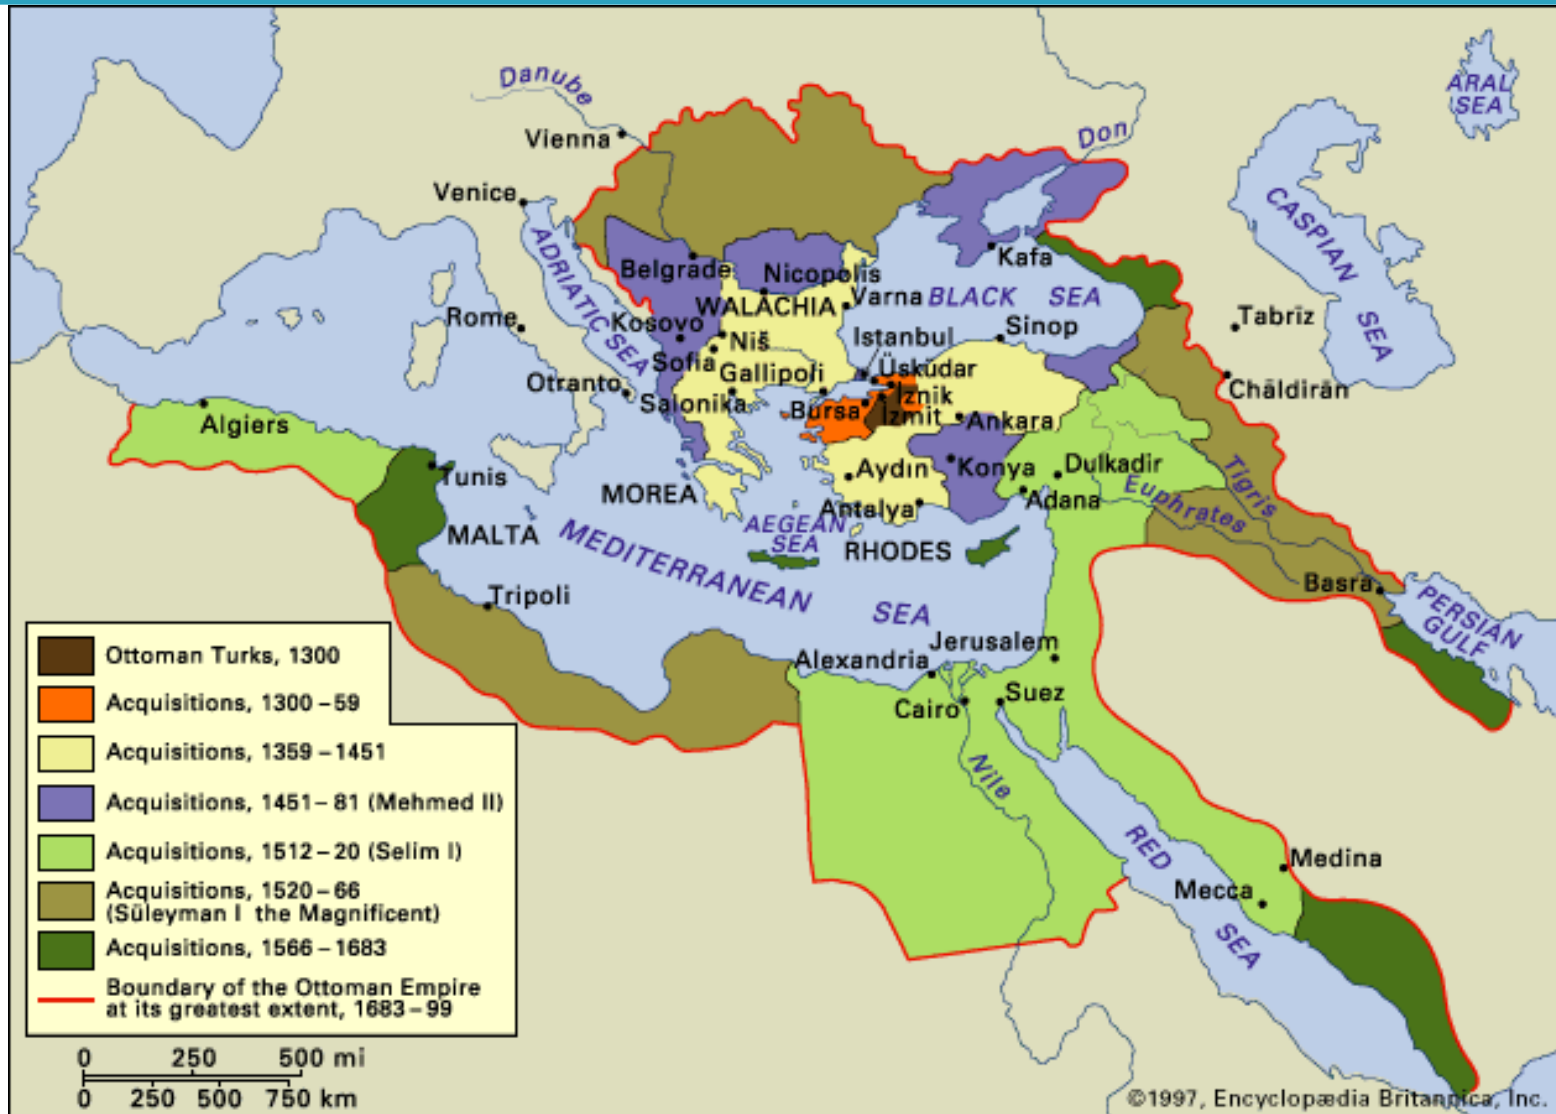 ARAL
SEA
Danube
Vienna
Don
Venice
CASPIAN
SEA
ADRIATIC SEA
Belgrade
Nicopolis
Kafa
WALACHIA
Varna
BLACK SEA
Rome
Kosovo
Niš
Istanbul
Sinop
Tabrīz
Sofia
Gallipoli
Üsküdar
Otranto
Salonika
Bursa
İznik
İzmit
Ankara
Chāldirān
Algiers
Tunis
Aydın
Konya
Dulkadir
Tigris
MOREA
Antalya
Adana
Euphrates
MALTA
AEGEAN
SEA
RHODES
MEDITERRANEAN SEA
Tripoli
Basra
PERSIAN
GULF
Jerusalem
Alexandria
Cairo
Suez
Nile
RED
SEA
Medina
Mecca
Ottoman Turks, 1300
Acquisitions, 1300–59
Acquisitions, 1359–1451
Acquisitions, 1451–81 (Mehmed II)
Acquisitions, 1512–20 (Selim I)
Acquisitions, 1520–66
(Süleyman I the Magnificent)
Acquisitions, 1566–1683
Boundary of the Ottoman Empire
at its greatest extent, 1683–99
0 250 500 mi
0 250 500 750 km
©1997, Encyclopædia Britannica, Inc.